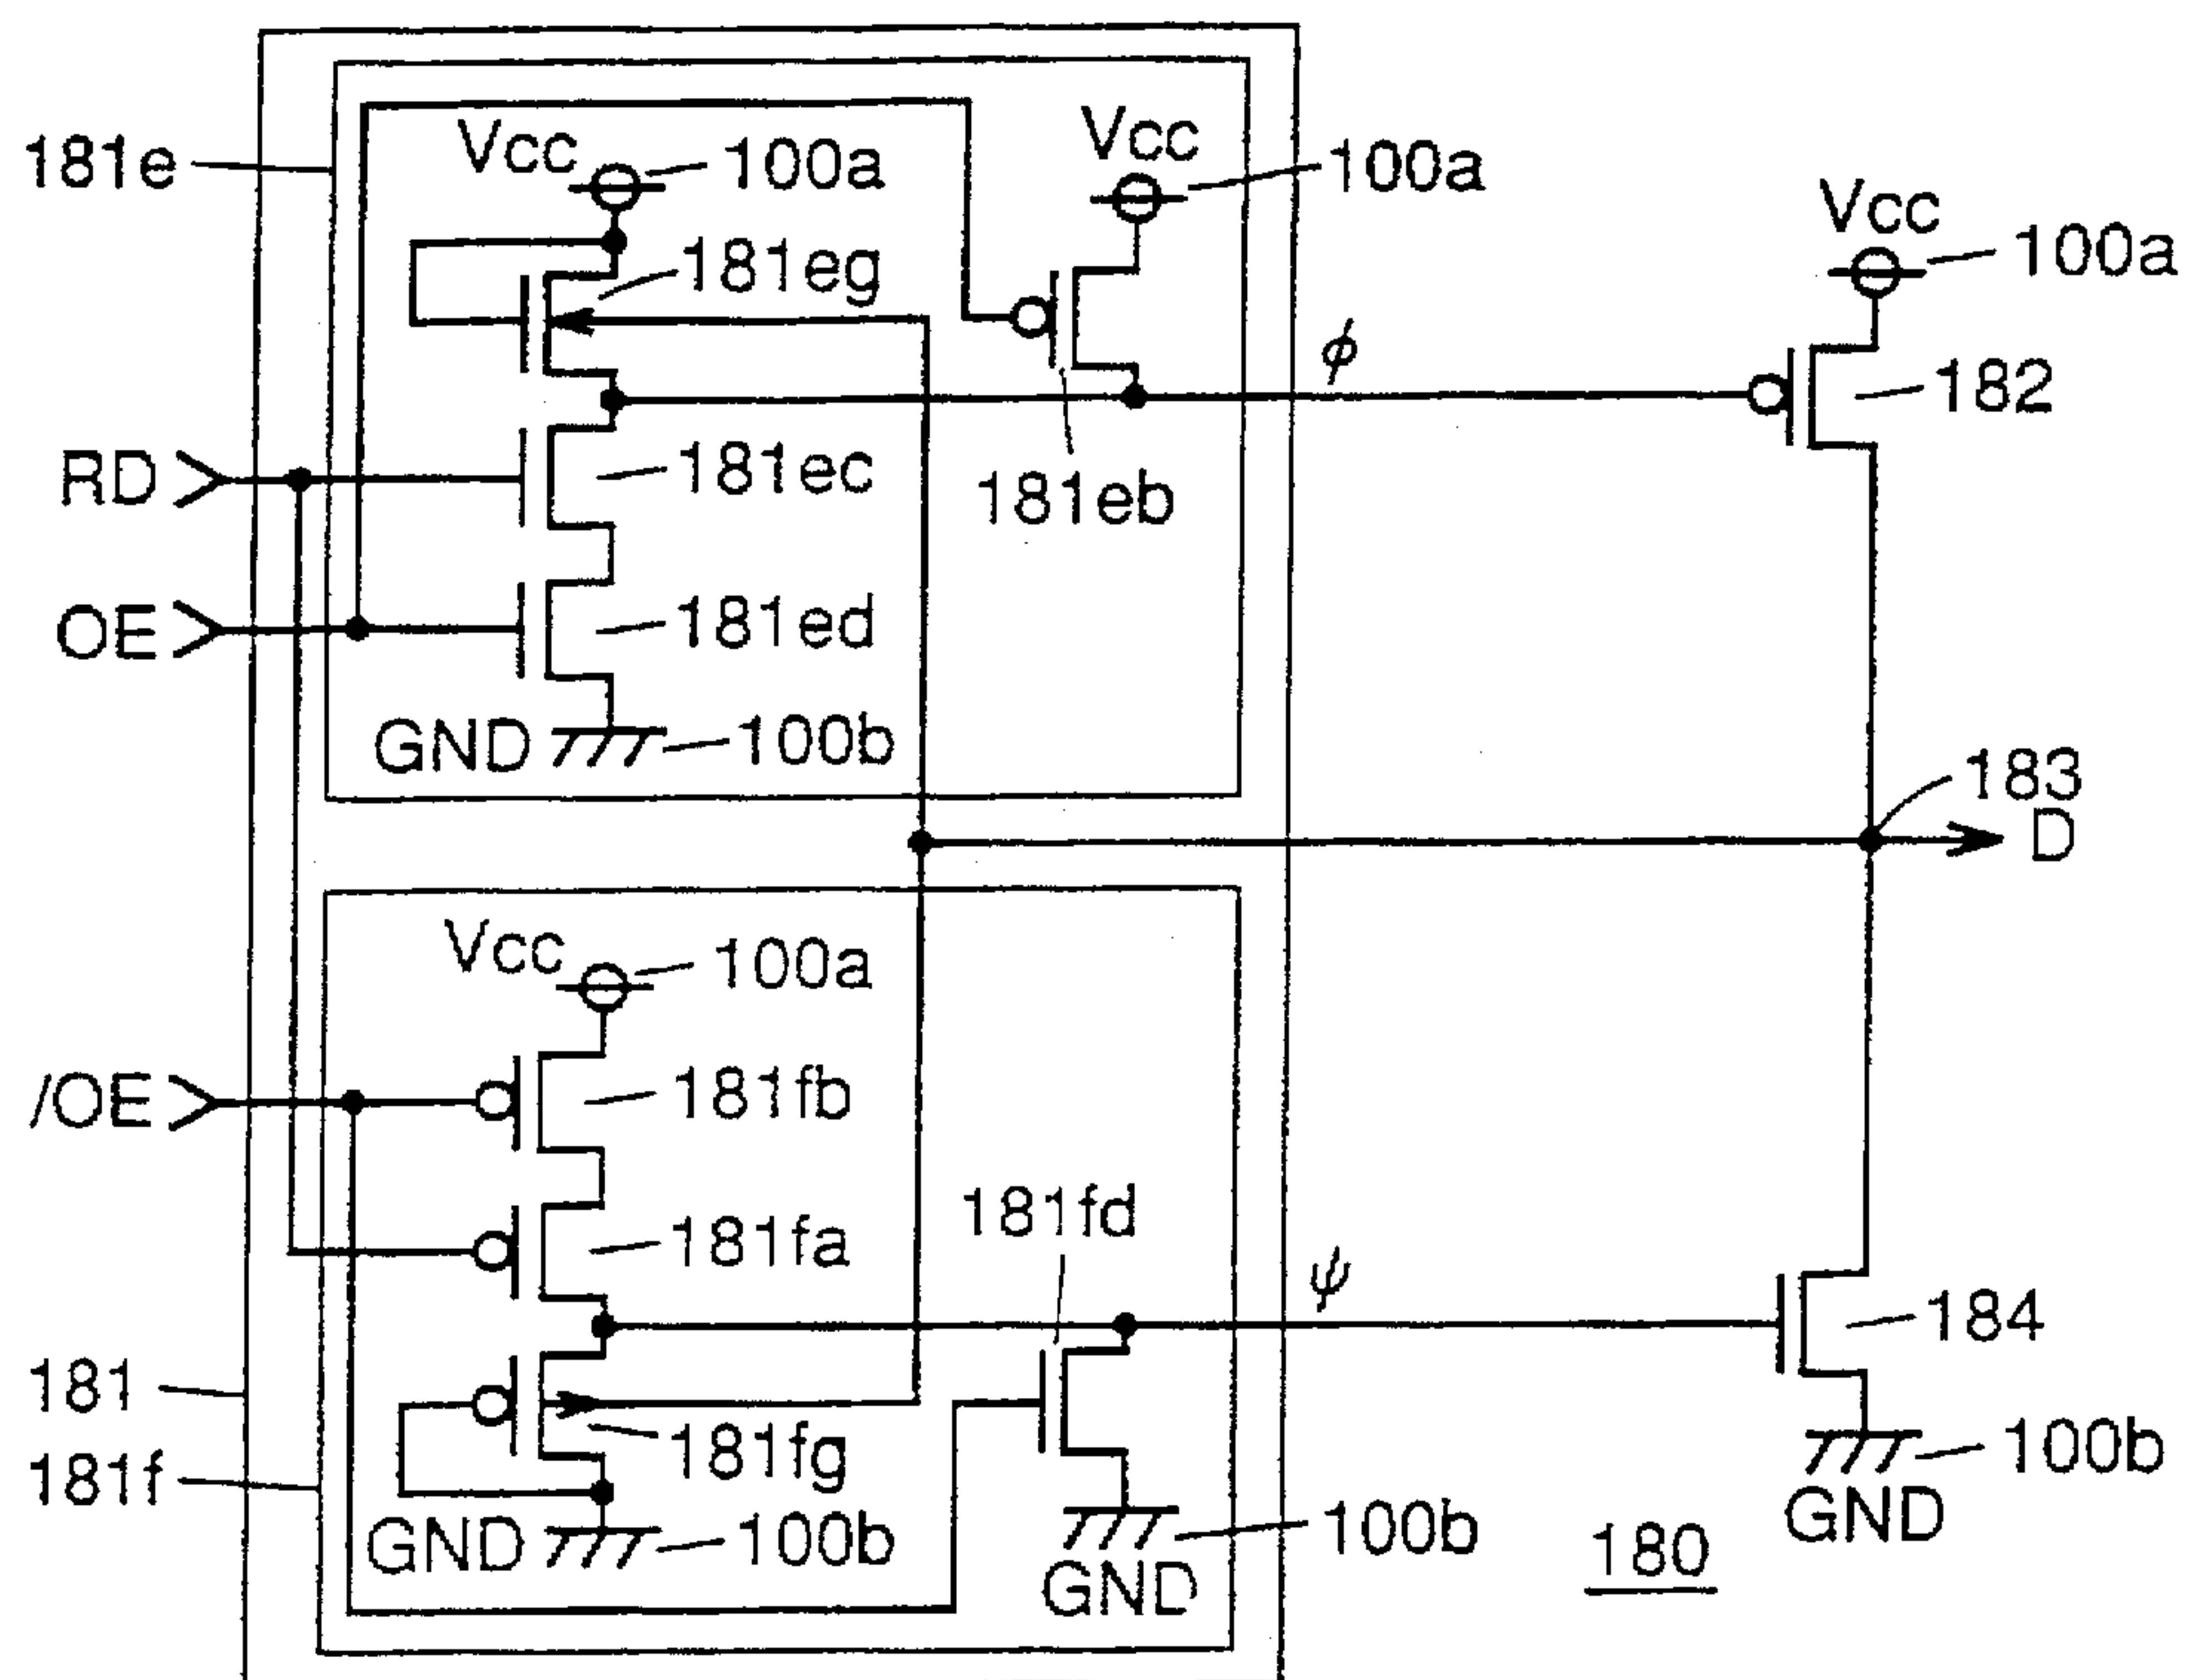 181e
Vcc
100a
Vcc
100a
Vcc
100a
181eg
ϕ
182
RD
181ec
181eb
OE
181ed
GND
100b
183
D
Vcc
100a
/OE
181fb
181fa
181fd
ψ
184
181
181fg
181f
GND
100b
100b
GND
100b
GND
180